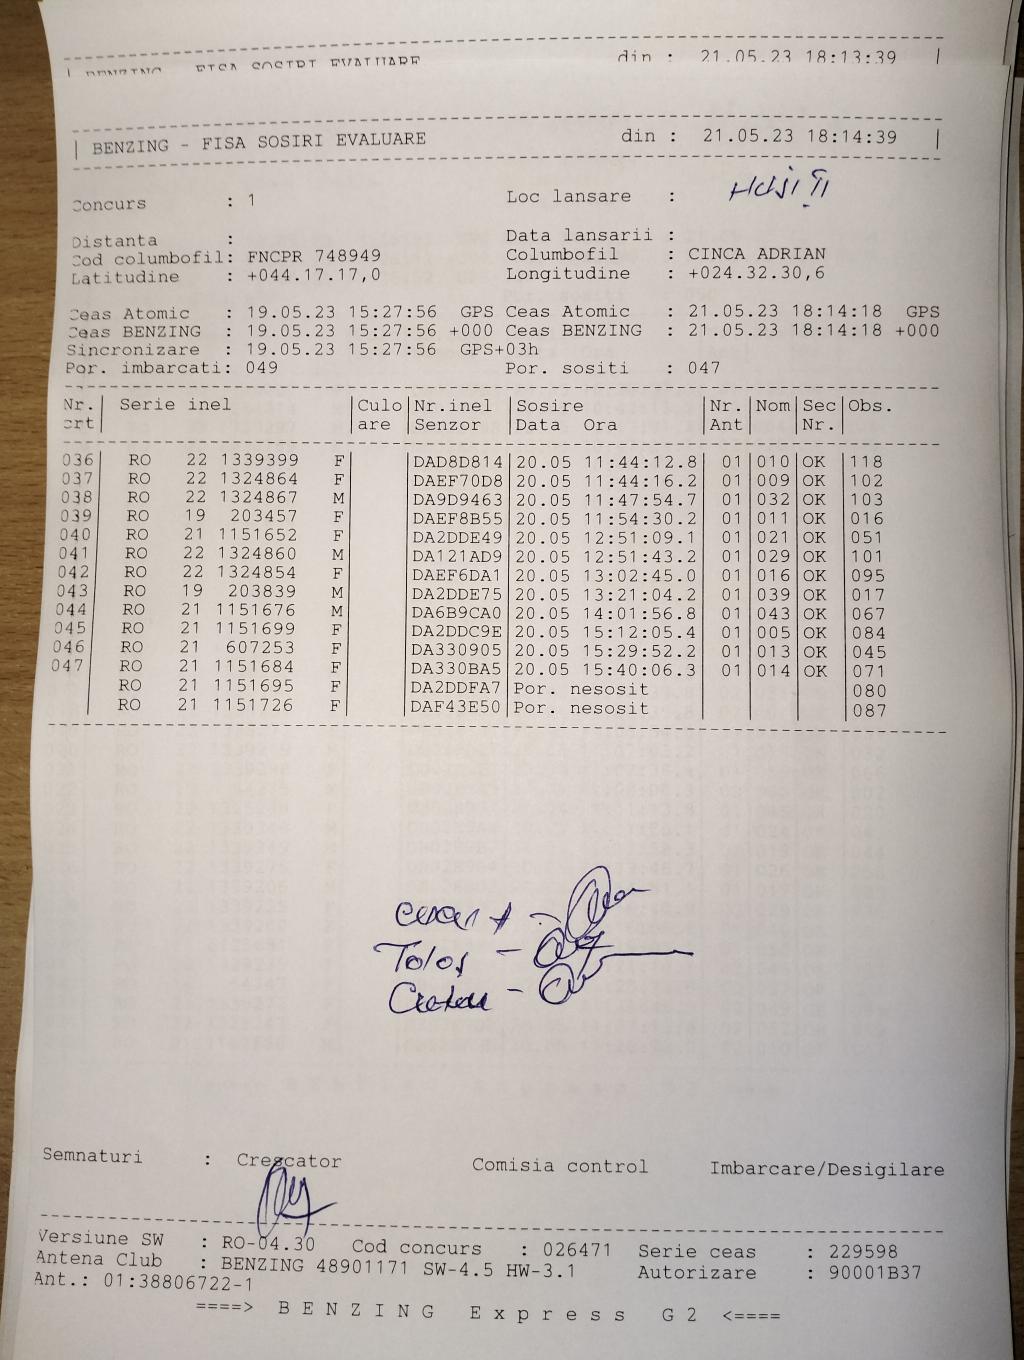 BENZING - FISA SOSIRI EVALUARE din : 21.05.23 18:13:39 |
| BENZING - FISA SOSIRI EVALUARE din : 21.05.23 18:14:39 |
Concurs : 1 Loc lansare : HUSI II
Distanta : Data lansarii :
Cod columbofil: FNCPR 748949 Columbofil : CINCA ADRIAN
Latitudine : +044.17.17,0 Longitudine : +024.32.30,6
Ceas Atomic : 19.05.23 15:27:56 GPS Ceas Atomic : 21.05.23 18:14:18 GPS
Ceas BENZING : 19.05.23 15:27:56 +000 Ceas BENZING : 21.05.23 18:14:18 +000
Sincronizare : 19.05.23 15:27:56 GPS+03h
Por. imbarcati: 049 Por. sositi : 047
Nr. Serie inel |Culo|Nr.inel |Sosire |Nr.|Nom|Sec|Obs.
crt| |are |Senzor |Data Ora |Ant| |Nr.|
036 RO 22 1339399 F DAD8D814 20.05 11:44:12.8 01 010 OK 118
037 RO 22 1324864 F DAEF70D8 20.05 11:44:16.2 01 009 OK 102
038 RO 22 1324867 M DA9D9463 20.05 11:47:54.7 01 032 OK 103
039 RO 19 203457 F DAEF8B55 20.05 11:54:30.2 01 011 OK 016
040 RO 21 1151652 F DA2DDE49 20.05 12:51:09.1 01 021 OK 051
041 RO 22 1324860 M DA121AD9 20.05 12:51:43.2 01 029 OK 101
042 RO 22 1324854 F DAEF6DA1 20.05 13:02:45.0 01 016 OK 095
043 RO 19 203839 M DA2DDE75 20.05 13:21:04.2 01 039 OK 017
044 RO 21 1151676 M DA6B9CA0 20.05 14:01:56.8 01 043 OK 067
045 RO 21 1151699 F DA2DDC9E 20.05 15:12:05.4 01 005 OK 084
046 RO 21 607253 F DA330905 20.05 15:29:52.2 01 013 OK 045
047 RO 21 1151684 F DA330BA5 20.05 15:40:06.3 01 014 OK 071
RO 21 1151695 F DA2DDFA7 Por. nesosit 080
RO 21 1151726 F DAF43E50 Por. nesosit 087
Semnaturi : Crescator Comisia control Imbarcare/Desigilare
Versiune SW : RO-04.30 Cod concurs : 026471 Serie ceas : 229598
Antena Club : BENZING 48901171 SW-4.5 HW-3.1 Autorizare : 90001B37
Ant.: 01:38806722-1
====> B E N Z I N G E x p r e s s G 2 <====